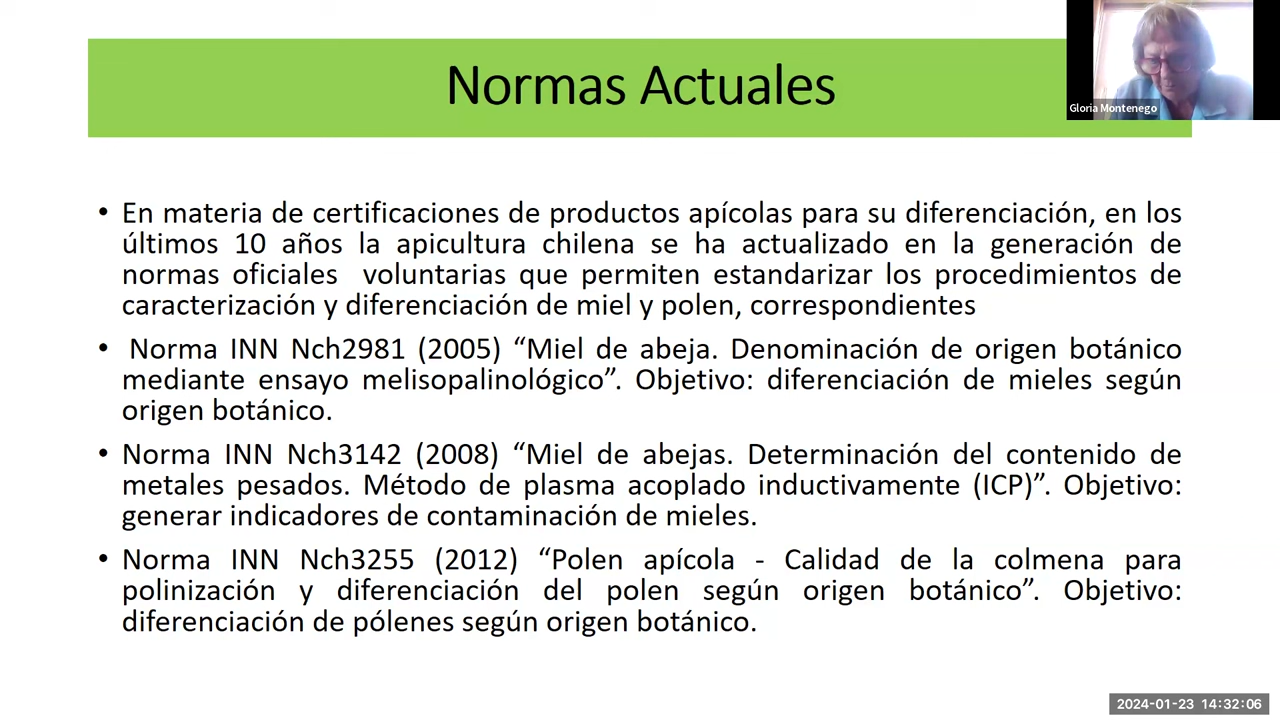 Normas Actuales
Gloria Montenego
• En materia de certificaciones de productos apícolas para su diferenciación, en los
últimos 10 años la apicultura chilena se ha actualizado en la generación de
normas oficiales voluntarias que permiten estandarizar los procedimientos de
caracterización y diferenciación de miel y polen, correspondientes
• Norma INN Nch2981 (2005) “Miel de abeja. Denominación de origen botánico
mediante ensayo melisopalinológico”. Objetivo: diferenciación de mieles según
origen botánico.
• Norma INN Nch3142 (2008) “Miel de abejas. Determinación del contenido de
metales pesados. Método de plasma acoplado inductivamente (ICP)”. Objetivo:
generar indicadores de contaminación de mieles.
• Norma INN Nch3255 (2012) “Polen apícola - Calidad de la colmena para
polinización y diferenciación del polen según origen botánico”. Objetivo:
diferenciación de pólenes según origen botánico.
2024-01-23 14:32:06